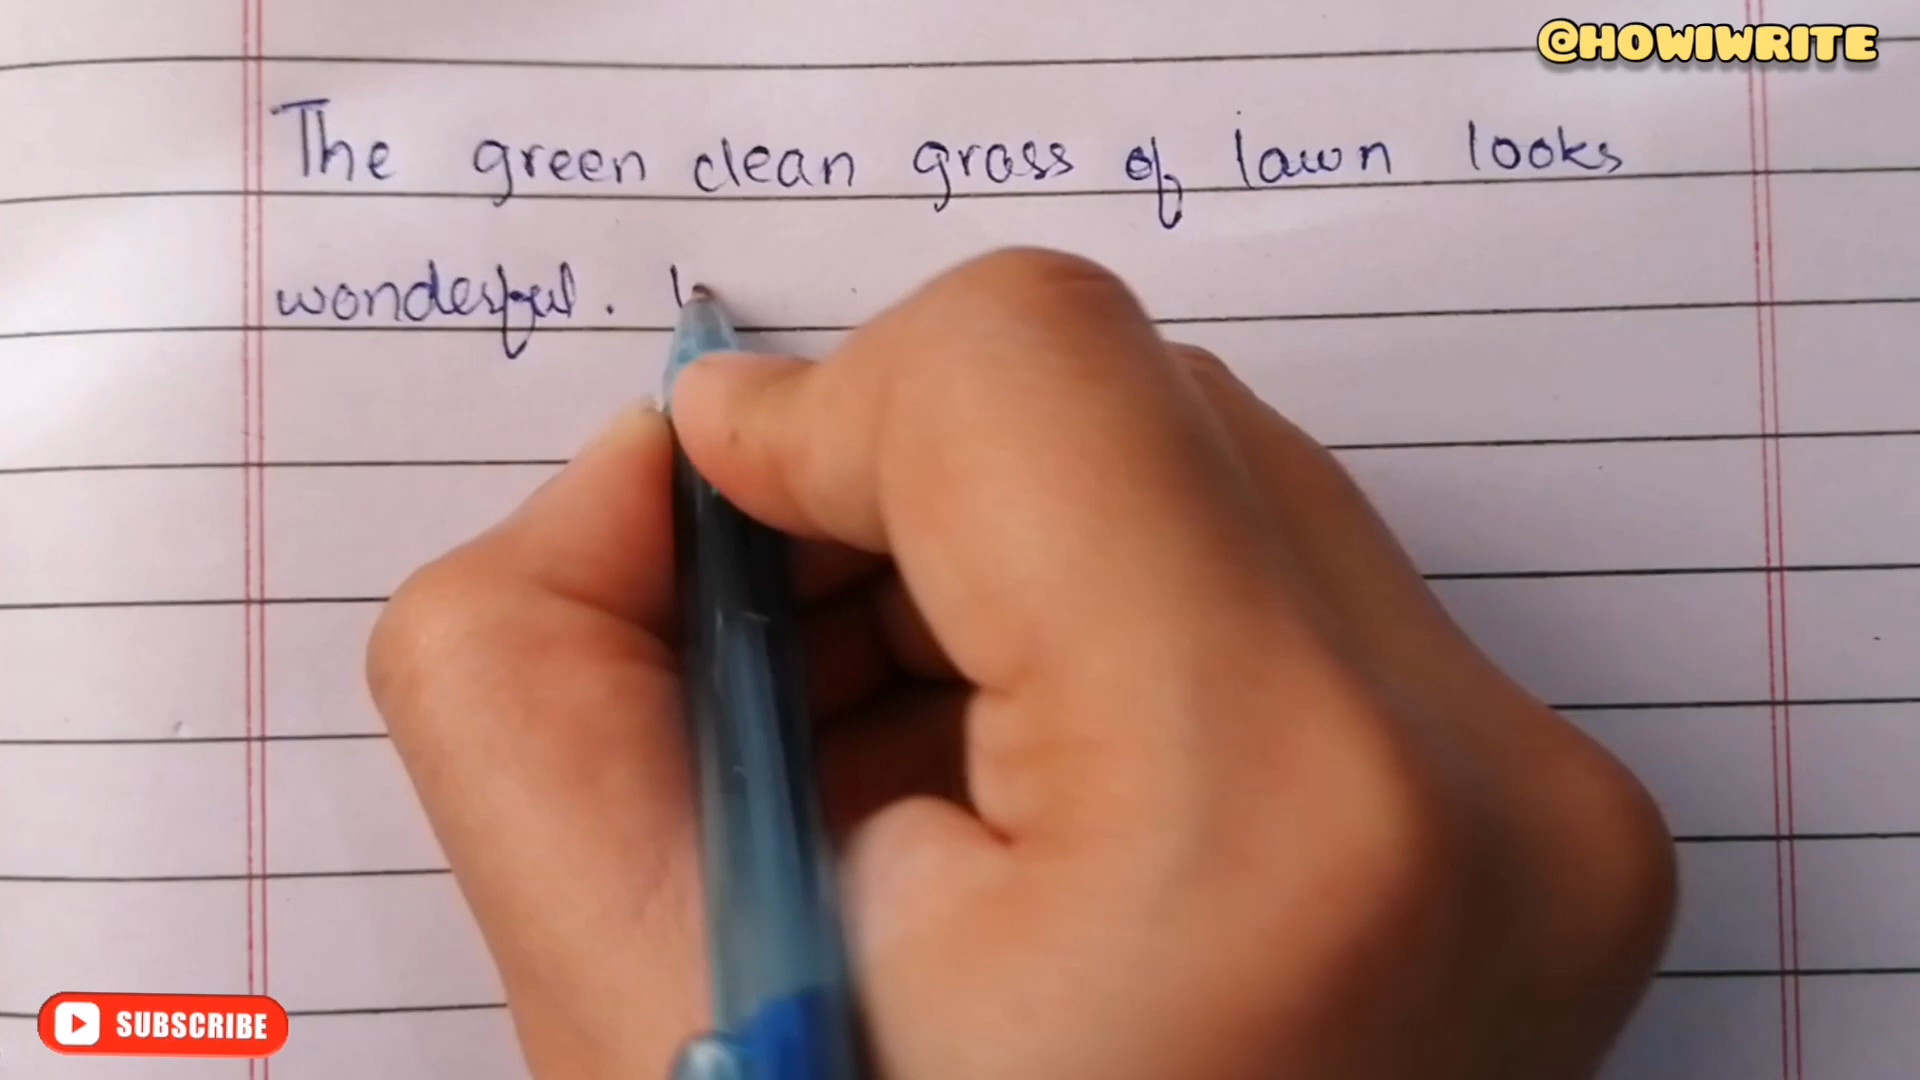 @HOWIWRITE
The green clean grass of lawn looks
wonderful.
SUBSCRIBE